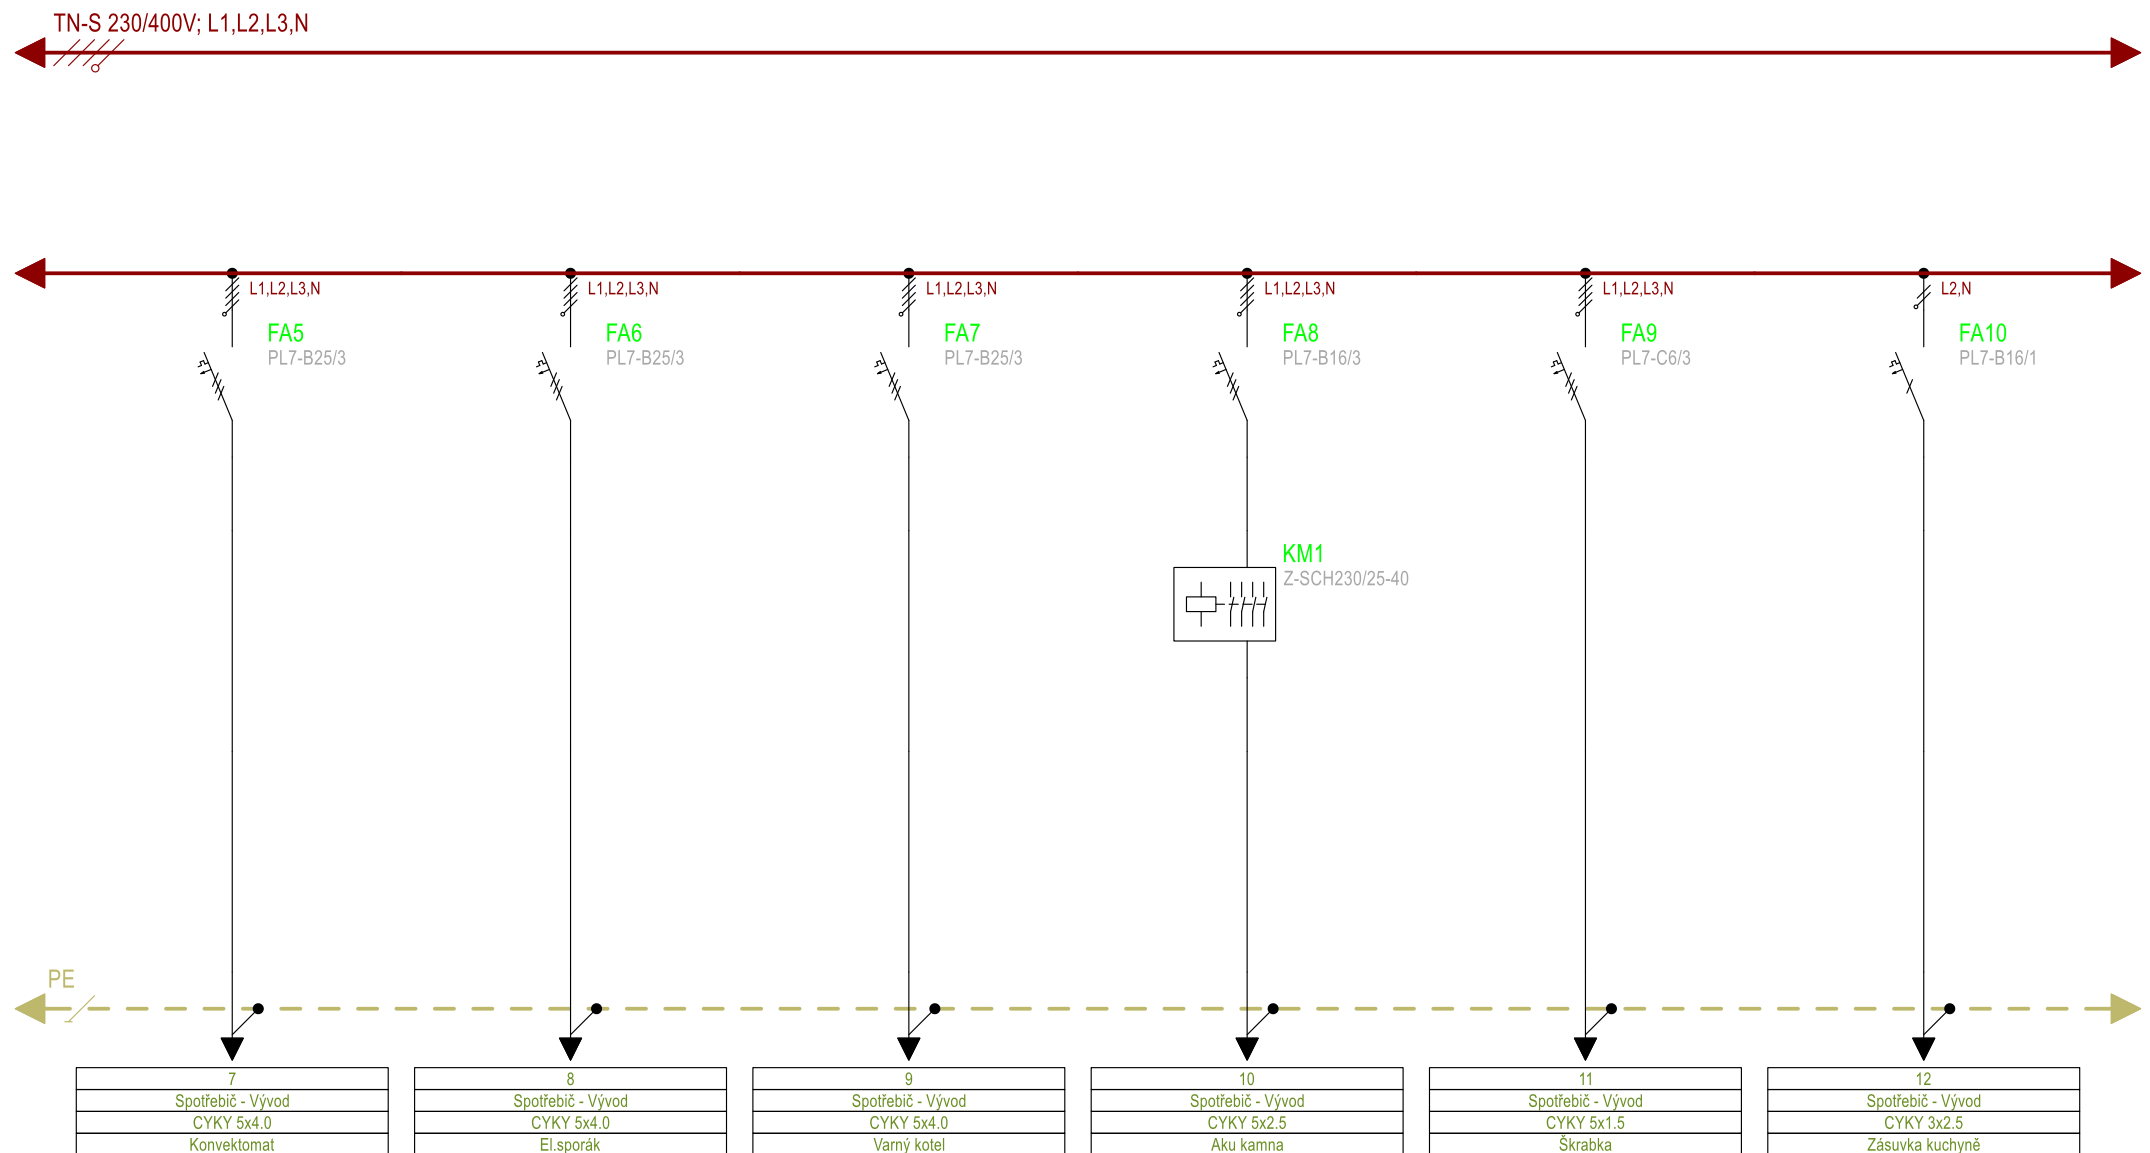 TN-S 230/400V; L1,L2,L3,N
L1,L2,L3,N
FA5
PL7-B25/3
L1,L2,L3,N
FA6
PL7-B25/3
L1,L2,L3,N
FA7
PL7-B25/3
L1,L2,L3,N
FA8
PL7-B16/3
L1,L2,L3,N
FA9
PL7-C6/3
L2,N
FA10
PL7-B16/1
KM1
Z-SCH230/25-40
PE
7
Spotřebič - Vývod
CYKY 5x4.0
Konvektomat
8
Spotřebič - Vývod
CYKY 5x4.0
El.sporák
9
Spotřebič - Vývod
CYKY 5x4.0
Varný kotel
10
Spotřebič - Vývod
CYKY 5x2.5
Aku kamna
11
Spotřebič - Vývod
CYKY 5x1.5
Škrabka
12
Spotřebič - Vývod
CYKY 3x2.5
Zásuvka kuchyně